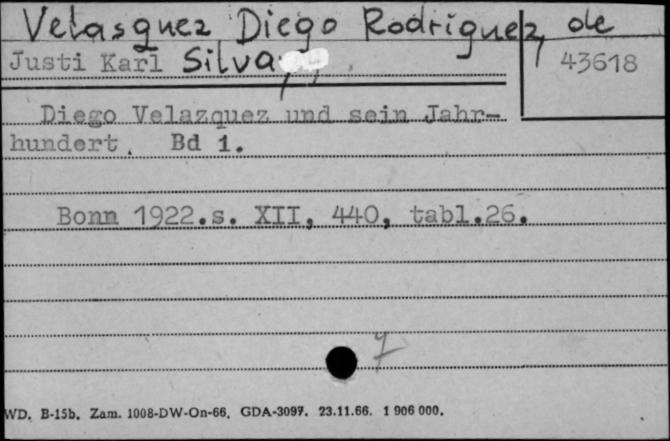 Velasquez Diego Rodriguez, de
Justi Karl Silva,
43618
Diego Velazquez und sein Jahr-
hundert. Bd 1.
Bonn 1922.s. XII, 440, tabl.26.
7
WD. B-15b. Zam. 1008-DW-On-66. GDA-3097. 23.11.66. 1 906 000.